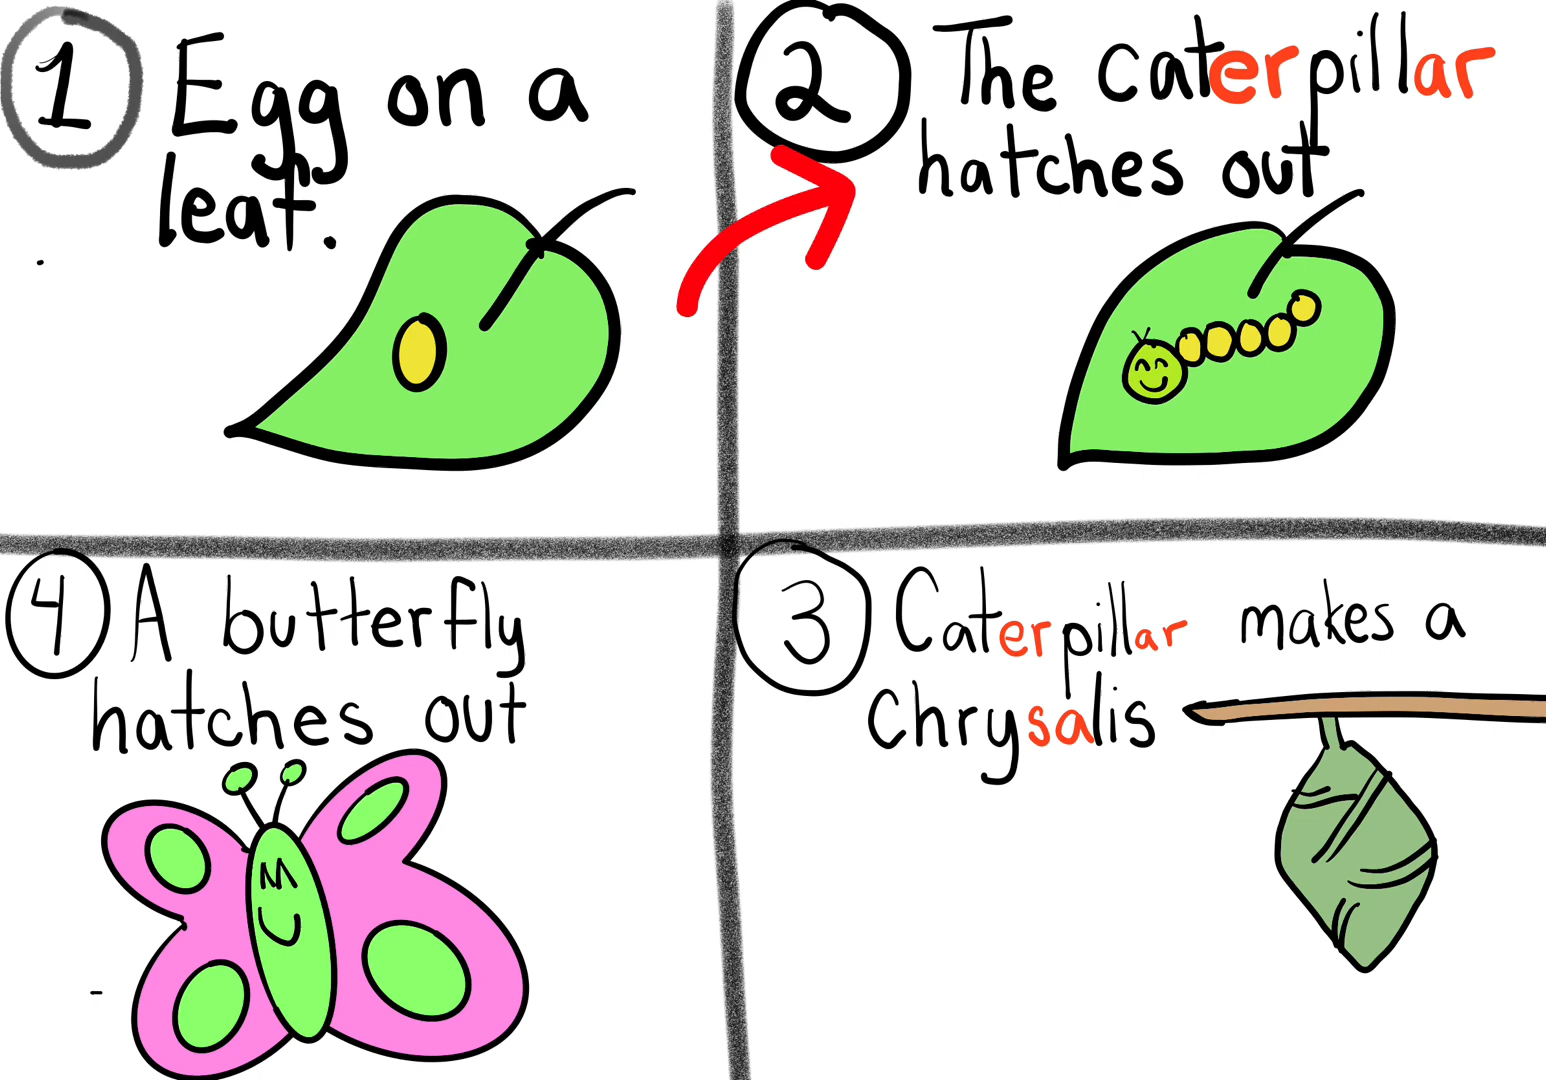 1 Egg on a
leaf.
2 The caterpillar
hatches out
3 Caterpillar makes a
chrysalis
4 A butterfly
hatches out